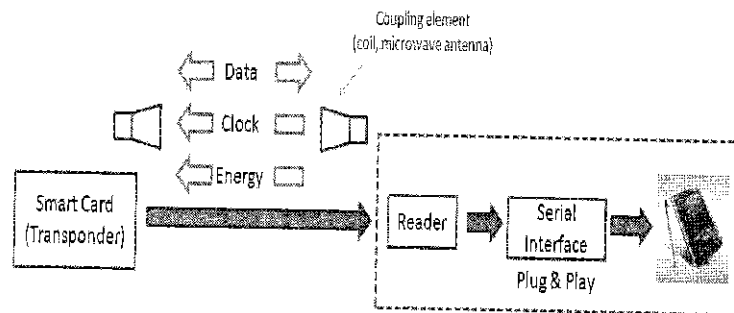 Coupling element
(coil, microwave antenna)
Data
Clock
Energy
Smart Card
(Transponder)
Reader
Serial
Interface
Plug & Play